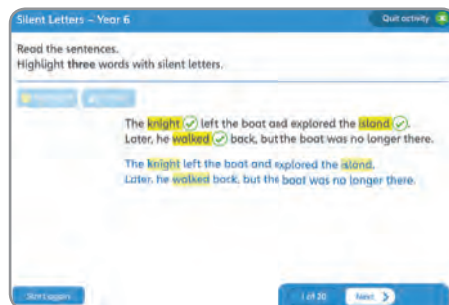 Silent Letters – Year 6
Quit activity
Read the sentences.
Highlight three words with silent letters.
The knight left the boat and explored the island.
Later, he walked back, but the boat was no longer there.
The knight left the boat and explored the island.
Later, he walked back, but the boat was no longer there.
Start again
1 of 20
Next